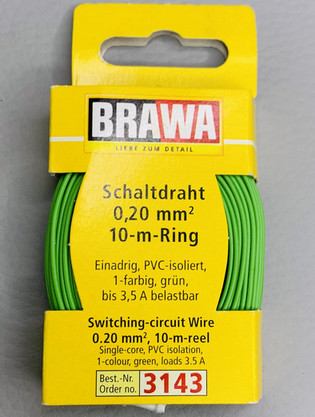 BRAWA
LIEBE ZUM DETAIL
Schaltdraht
0,20 mm²
10-m-Ring
Einadrig, PVC-isoliert,
1-farbig, grün,
bis 3,5 A belastbar
Switching-circuit Wire
0.20 mm², 10-m-reel
Single-core, PVC isolation,
1-colour, green, loads 3.5 A
Best.-Nr.
Order no. 3143